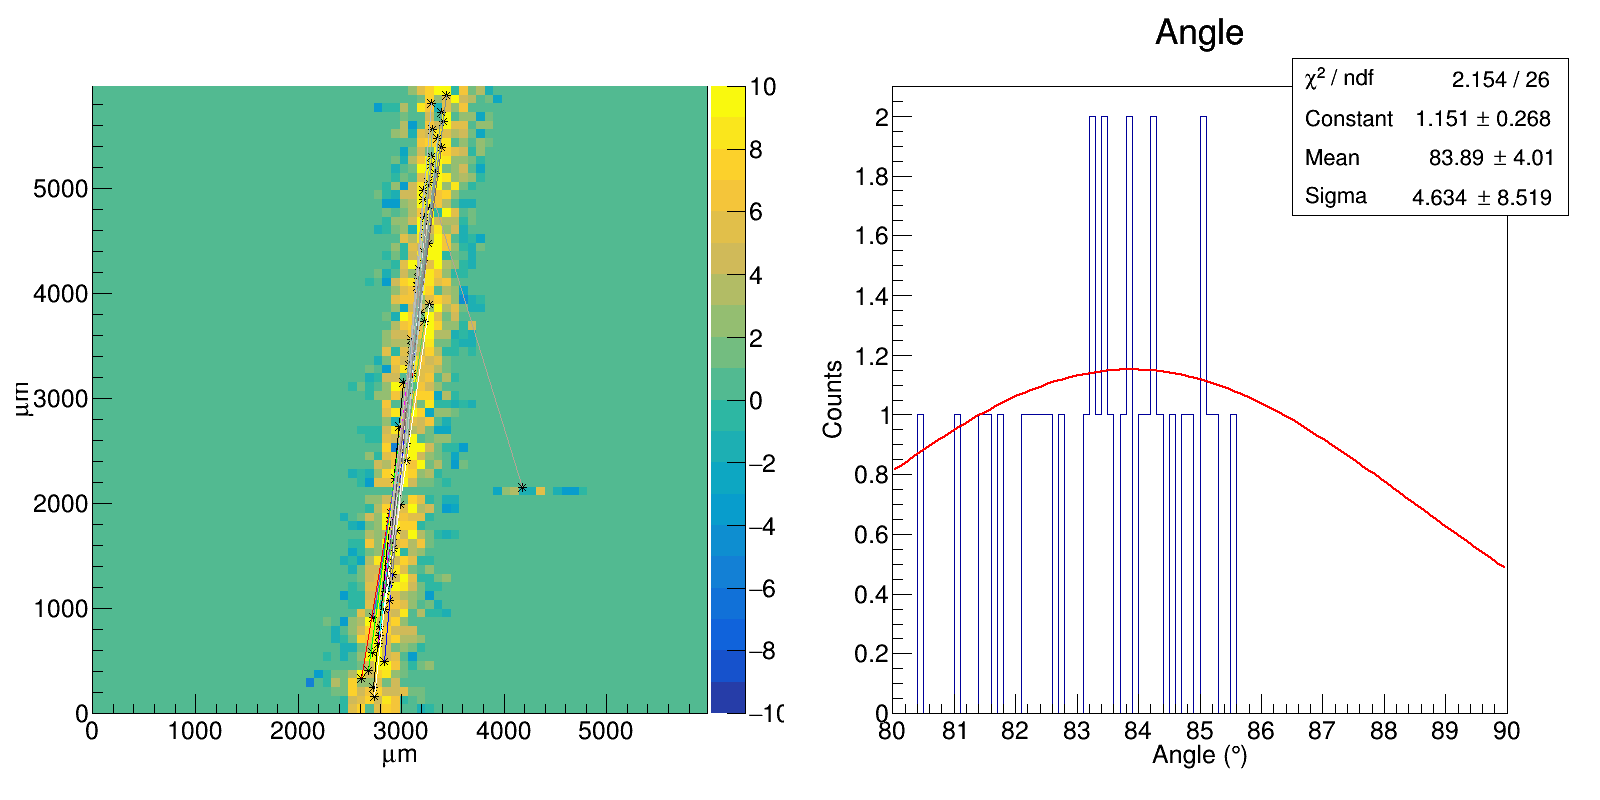 Angle
χ² / ndf 2.154 / 26
Constant 1.151 ± 0.268
Mean 83.89 ± 4.01
Sigma 4.634 ± 8.519
10
8
6
4
2
0
−2
−4
−6
−8
−10
5000
4000
3000
2000
1000
0
μm
0 1000 2000 3000 4000 5000
μm
2
1.8
1.6
1.4
1.2
1
0.8
0.6
0.4
0.2
0
Counts
80 81 82 83 84 85 86 87 88 89 90
Angle (°)